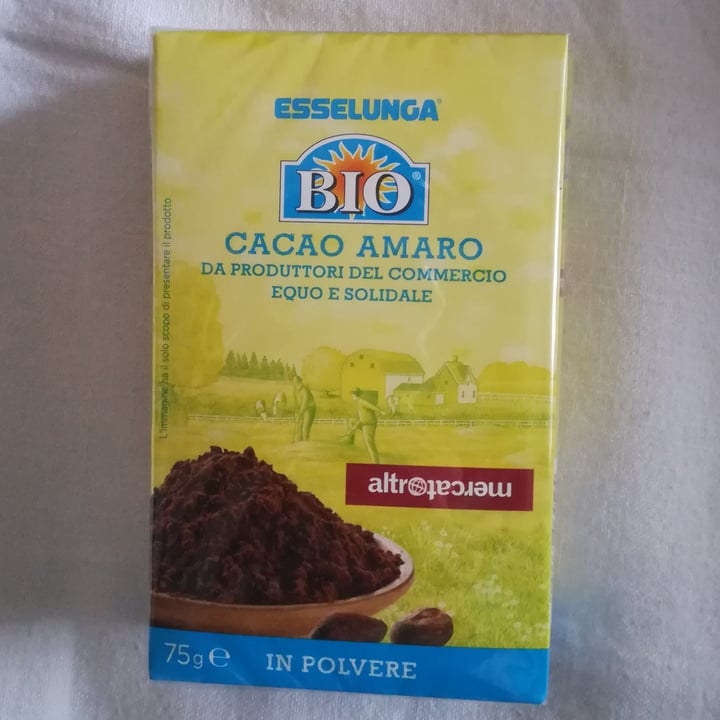 ESSELUNGA®
BIO®
CACAO AMARO
DA PRODUTTORI DEL COMMERCIO
EQUO E SOLIDALE
L'immagine ha il solo scopo di presentare il prodotto.
altromercato
75g ℮
IN POLVERE